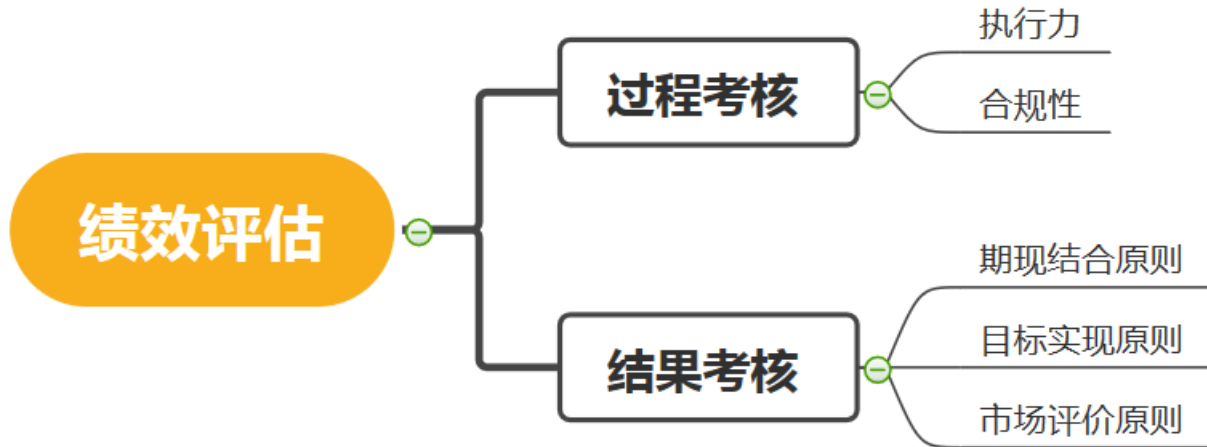 绩效评估
过程考核
执行力
合规性
结果考核
期现结合原则
目标实现原则
市场评价原则